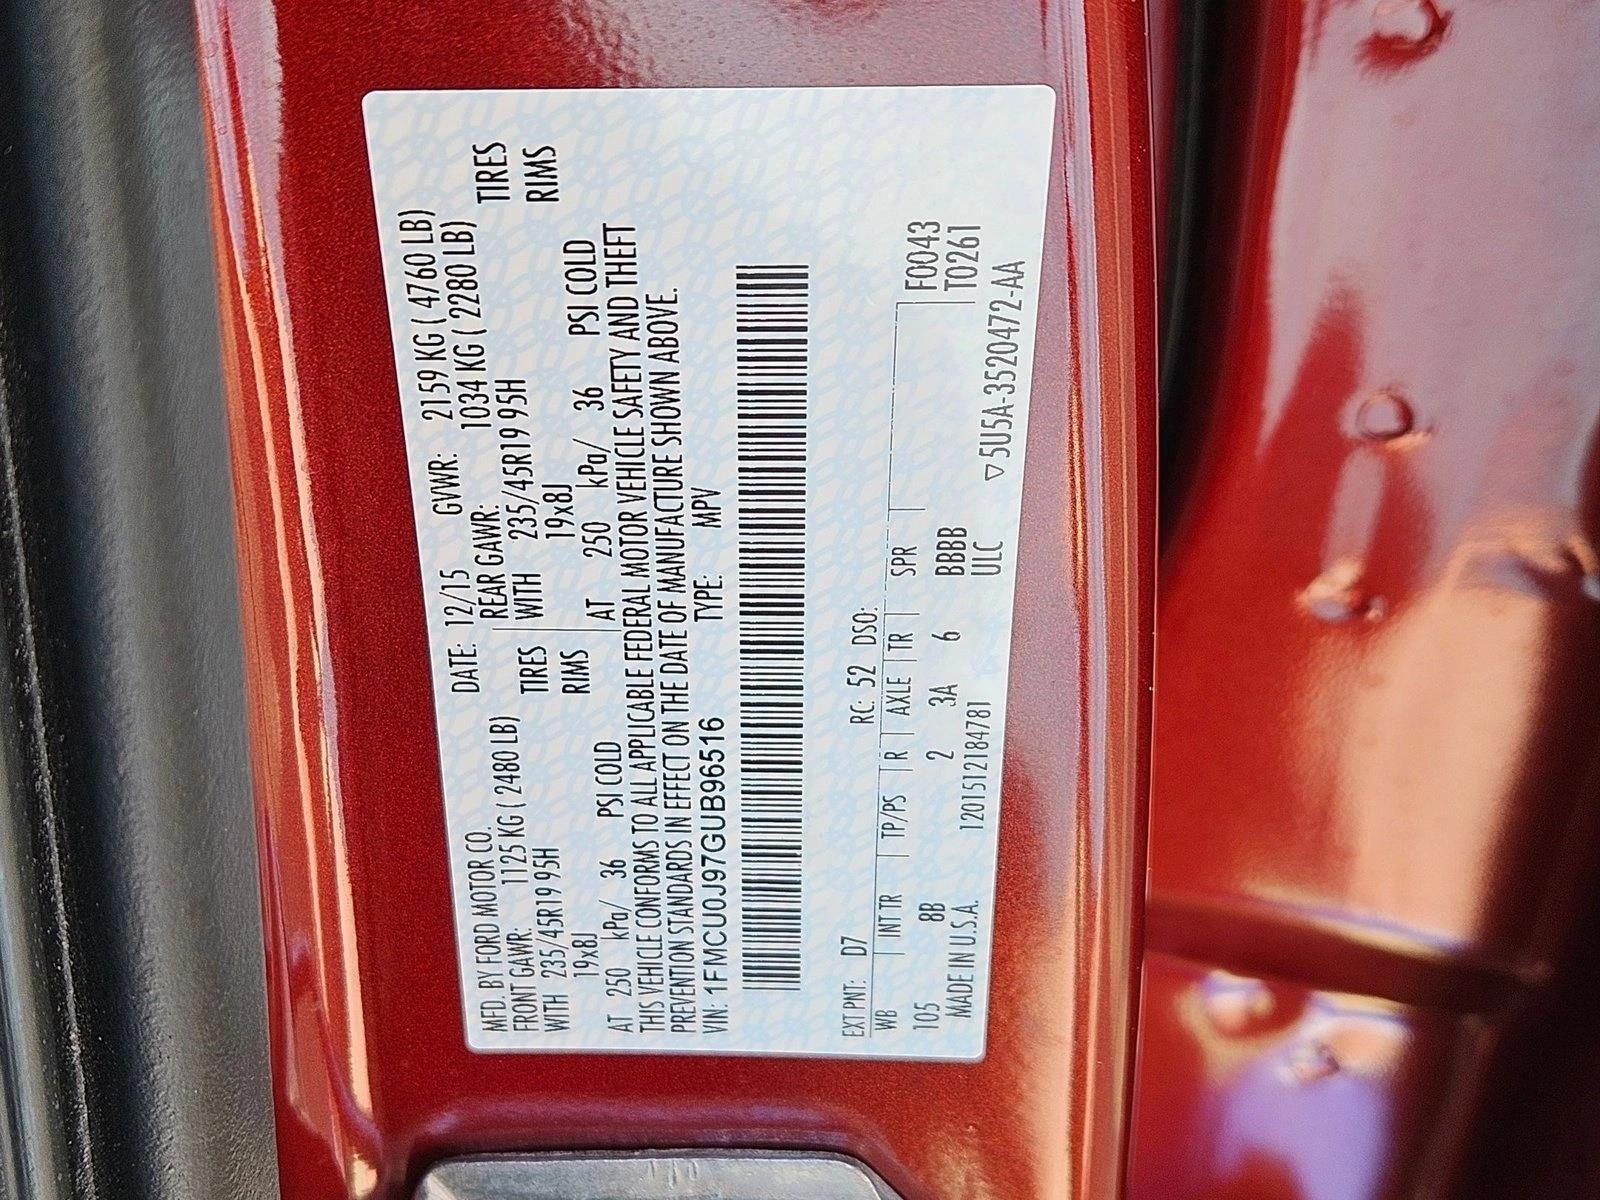 MFD. BY FORD MOTOR CO. DATE: 12/15 GVWR: 2159 KG ( 4760 LB)
FRONT GAWR: 1125 KG ( 2480 LB) REAR GAWR: 1034 KG ( 2280 LB)
WITH 235/45R19 95H TIRES WITH 235/45R19 95H TIRES
19x8J RIMS 19x8J RIMS
AT 250 kPa/ 36 PSI COLD AT 250 kPa/ 36 PSI COLD
THIS VEHICLE CONFORMS TO ALL APPLICABLE FEDERAL MOTOR VEHICLE SAFETY AND THEFT
PREVENTION STANDARDS IN EFFECT ON THE DATE OF MANUFACTURE SHOWN ABOVE.
VIN: 1FMCU0J97GUB96516 TYPE: MPV
EXT PNT: D7 RC: 52 DSO:
WB INT TR TP/PS R AXLE TR SPR F0043
105 8B 2 3A 6 BBBB T0261
MADE IN U.S.A. 120151218478​1 ULC
▽5U5A-3520472-AA